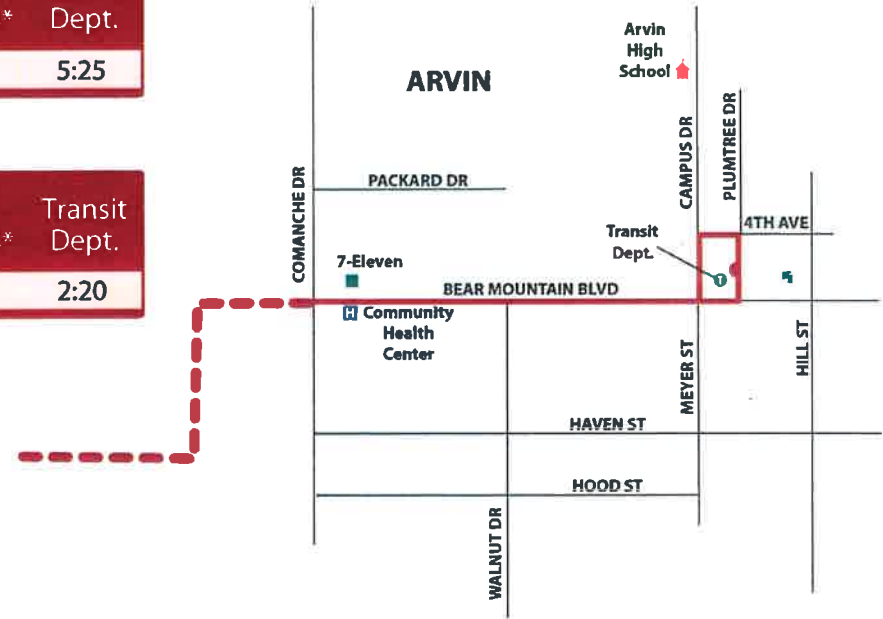 * Dept.
5:25
Transit
* Dept.
2:20
ARVIN
Arvin
High
School
COMANCHE DR
PACKARD DR
CAMPUS DR
PLUMTREE DR
4TH AVE
Transit
Dept.
T
7-Eleven
BEAR MOUNTAIN BLVD
H Community
Health
Center
MEYER ST
HILL ST
HAVEN ST
HOOD ST
WALNUT DR